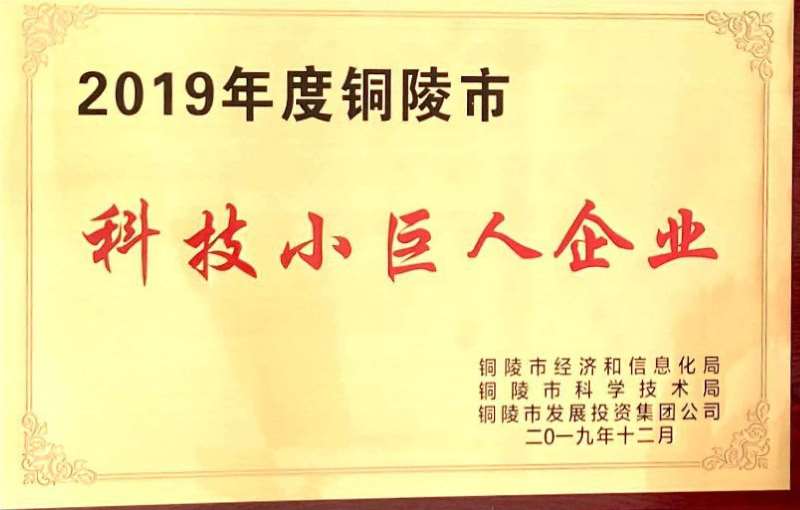 2019年度铜陵市
科技小巨人企业
铜陵市经济和信息化局
铜陵市科学技术局
铜陵市发展投资集团公司
二0一九年十二月